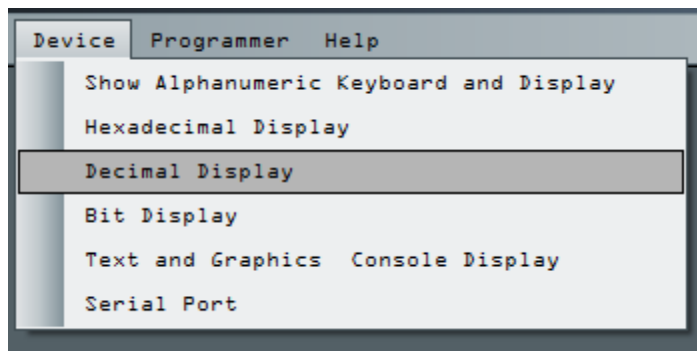 Device Programmer Help
Show Alphanumeric Keyboard and Display
Hexadecimal Display
Decimal Display
Bit Display
Text and Graphics  Console Display
Serial Port